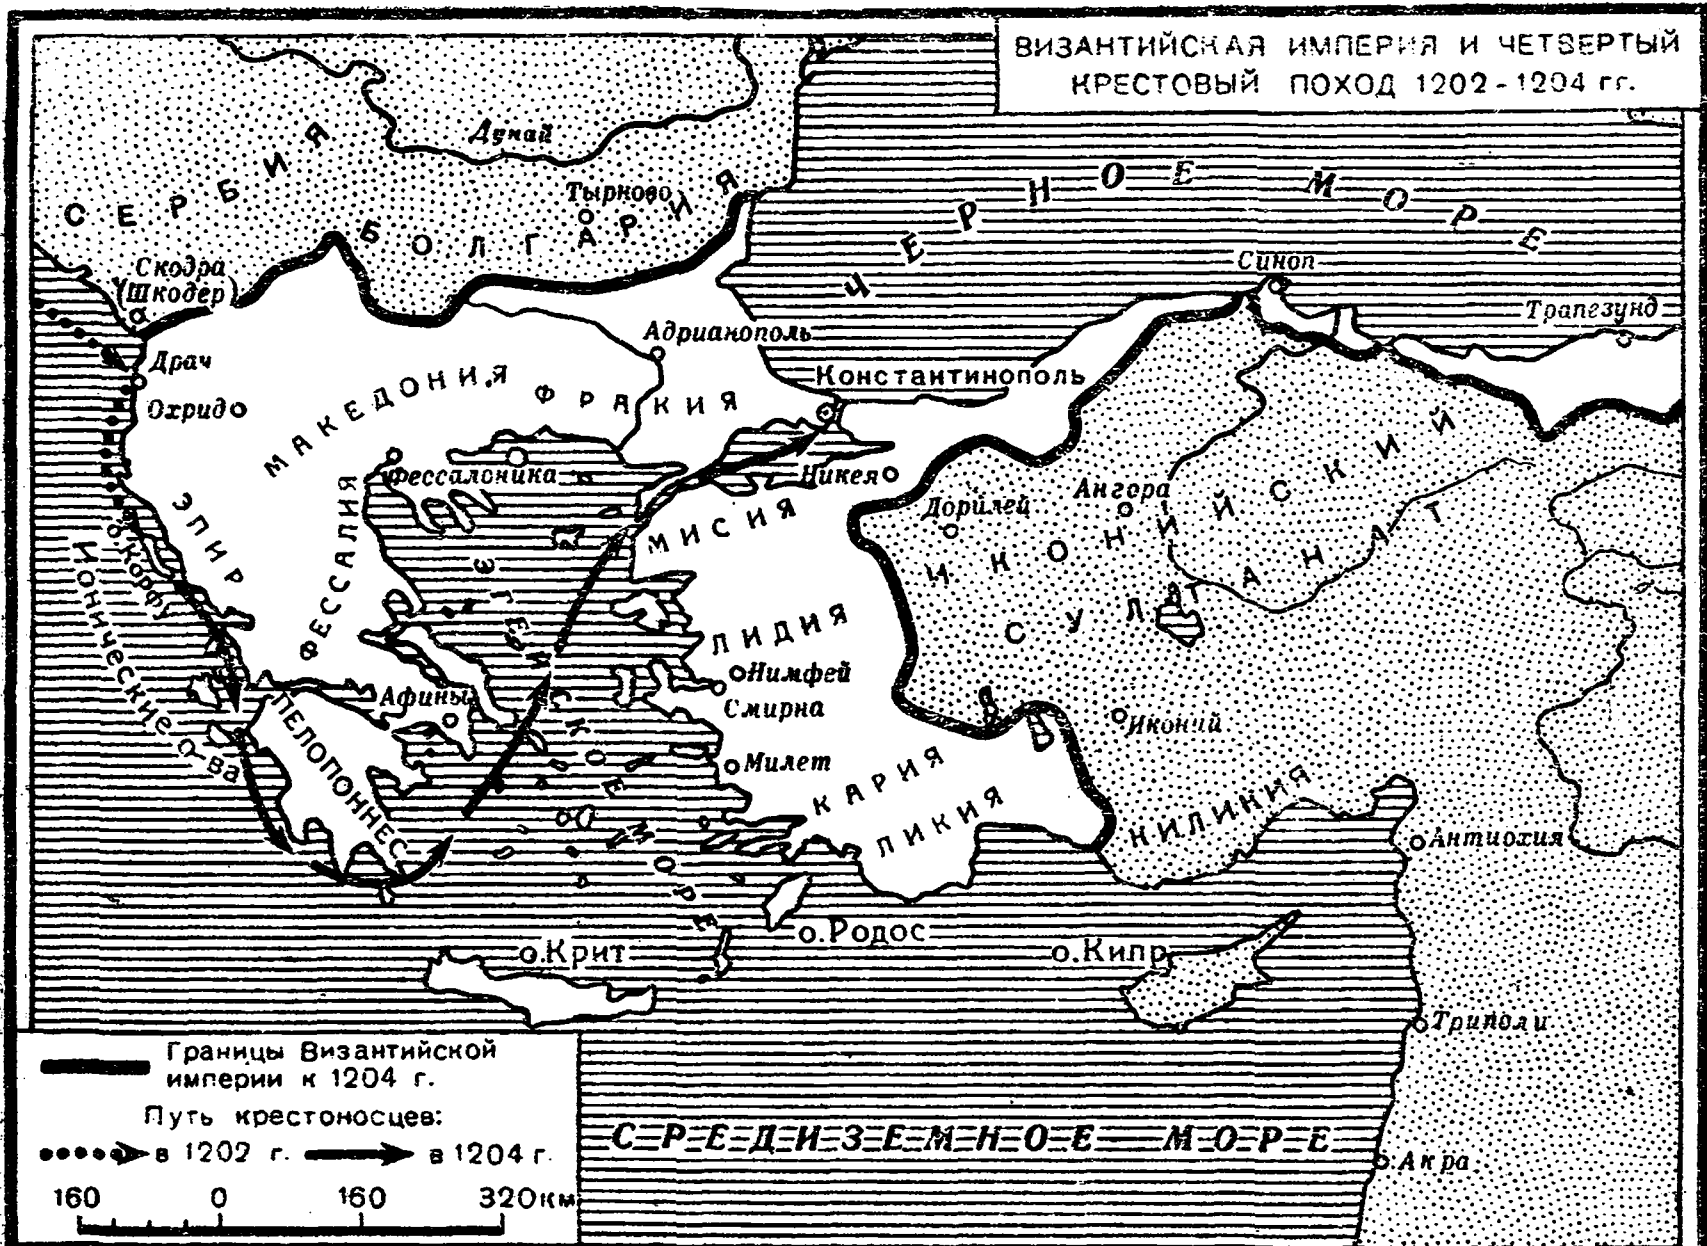 ВИЗАНТИЙСКАЯ ИМПЕРИЯ И ЧЕТВЕРТЫЙ
КРЕСТОВЫЙ ПОХОД 1202-1204 гг.
СЕРБИЯ
Дунай
Тырново
БОЛГАРИЯ
ЧЕРНОЕ МОРЕ
Скодра
(Шкодер)
Синоп
Трапезунд
Драч
Адрианополь
Охрид
МАКЕДОНИЯ
ФРАКИЯ
Константинополь
Фессалоника
Никея
ЭПИР
ФЕССАЛИЯ
МИСИЯ
Дорилей
Ангора
ИКОНИЙСКИЙ
СУЛТАНАТ
о Корфу
Ионические о-ва
ЭГЕЙСКОЕ МОРЕ
ЛИДИЯ
Нимфей
Смирна
Афины
ПЕЛОПОННЕС
Иконий
Милет
КАРИЯ
ЛИКИЯ
КИЛИКИЯ
Антиохия
о.Крит
о.Родос
о.Кипр
Триполи
СРЕДИЗЕМНОЕ МОРЕ
Акра
Границы Византийской
империи к 1204 г.
Путь крестоносцев:
в 1202 г. в 1204 г.
160 0 160 320км